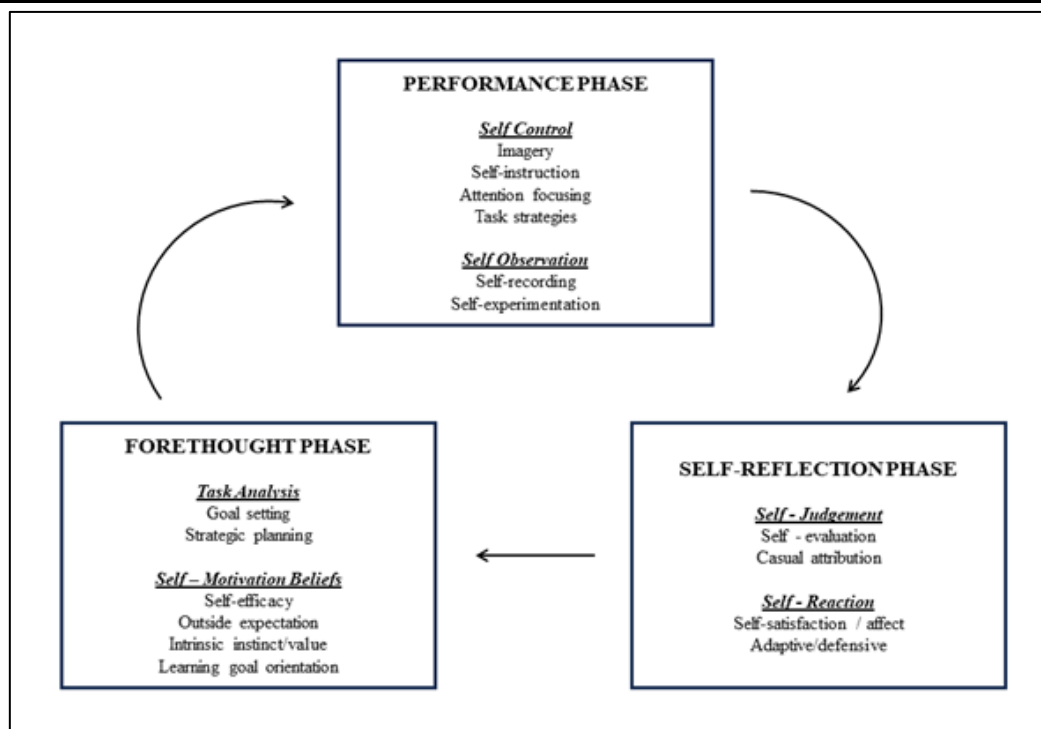 PERFORMANCE PHASE
Self Control
Imagery
Self-instruction
Attention focusing
Task strategies
Self Observation
Self-recording
Self-experimentation
FORETHOUGHT PHASE
Task Analysis
Goal setting
Strategic planning
Self – Motivation Beliefs
Self-efficacy
Outside expectation
Intrinsic instinct/value
Learning goal orientation
SELF-REFLECTION PHASE
Self - Judgement
Self - evaluation
Casual attribution
Self - Reaction
Self-satisfaction / affect
Adaptive/defensive